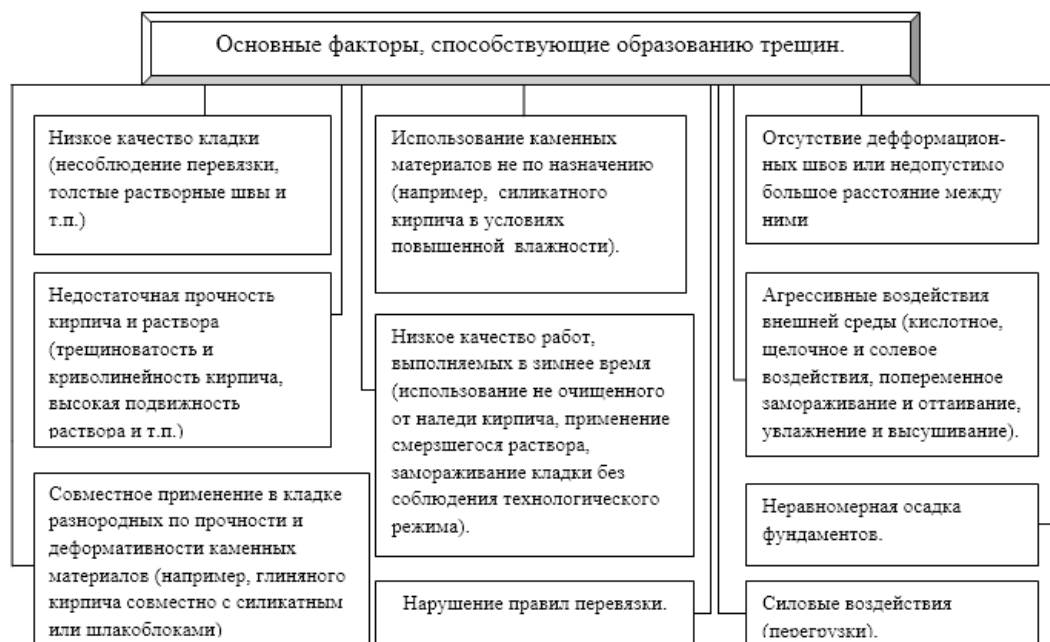 Основные факторы, способствующие образованию трещин.
Низкое качество кладки
(несоблюдение перевязки,
толстые растворные швы и
т.п.)
Недостаточная прочность
кирпича и раствора
(трещиноватость и
криволинейность кирпича,
высокая подвижность
раствора и т.п.)
Совместное применение в кладке
разнородных по прочности и
деформативности каменных
материалов (например, глиняного
кирпича совместно с силикатным
или шлакоблоками)
Использование каменных
материалов не по назначению
(например, силикатного
кирпича в условиях
повышенной влажности).
Низкое качество работ,
выполняемых в зимнее время
(использование не очищенного
от наледи кирпича, применение
смерзшегося раствора,
замораживание кладки без
соблюдения технологического
режима).
Нарушение правил перевязки.
Отсутствие дефформацион-
ных швов или недопустимо
большое расстояние между
ними
Агрессивные воздействия
внешней среды (кислотное,
щелочное и солевое
воздействия, попеременное
замораживание и оттаивание,
увлажнение и высушивание).
Неравномерная осадка
фундаментов.
Силовые воздействия
(перегрузки).